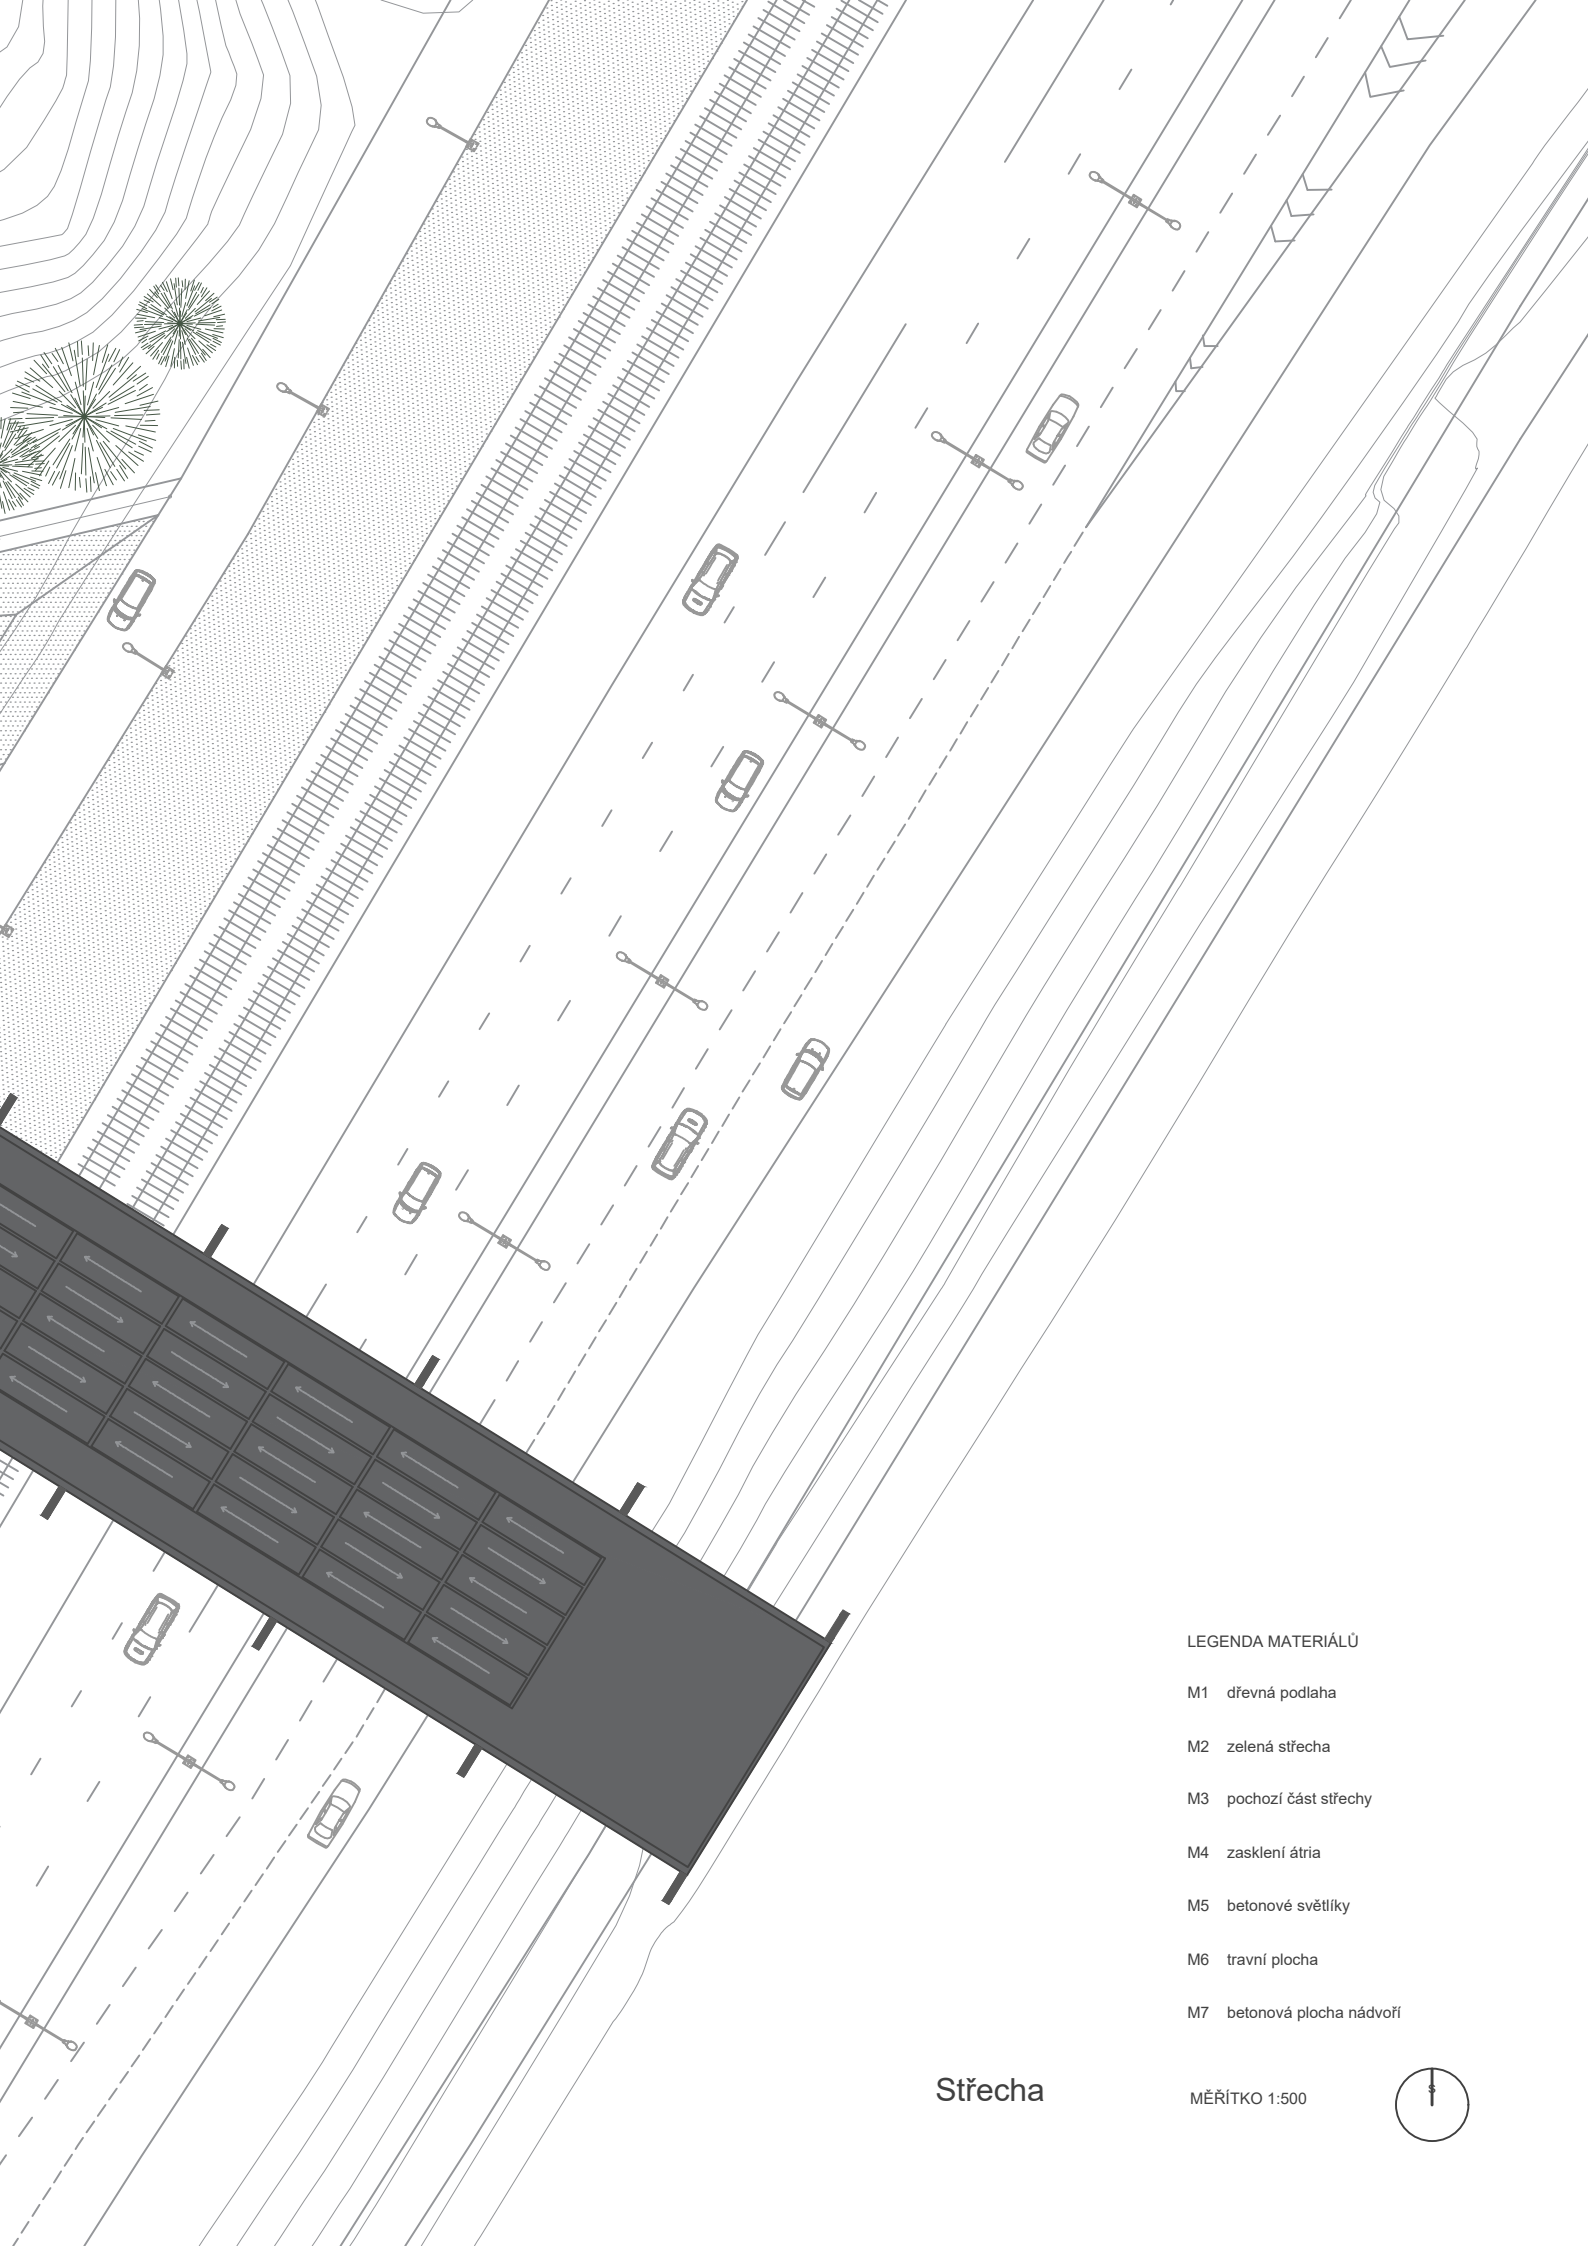 LEGENDA MATERIÁLŮ
M1 dřevná podlaha
M2 zelená střecha
M3 pochozí část střechy
M4 zasklení átria
M5 betonové světlíky
M6 travní plocha
M7 betonová plocha nádvoří
Střecha
MĚŘÍTKO 1:500
S